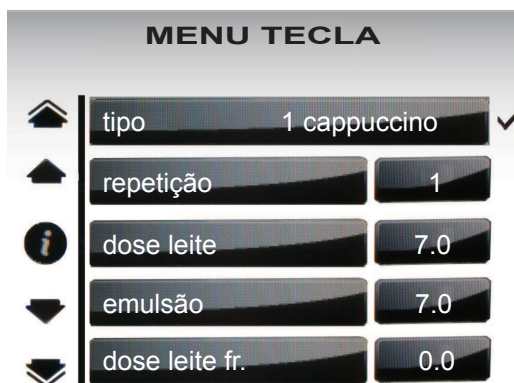 MENU TECLA
tipo 1 cappuccino
repetição 1
dose leite 7.0
emulsão 7.0
dose leite fr. 0.0